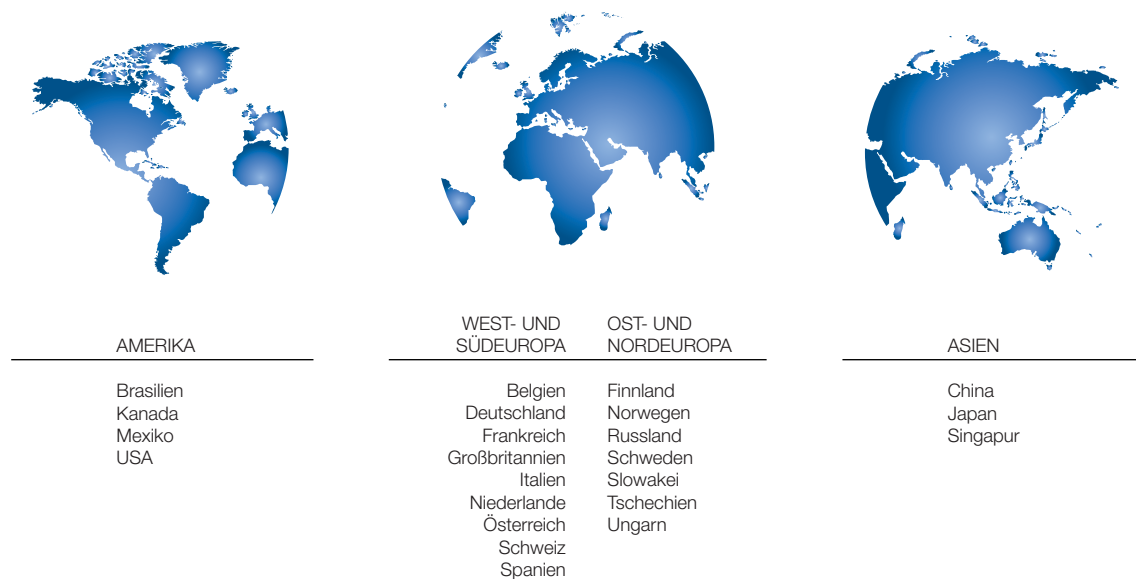 AMERIKA
Brasilien
Kanada
Mexiko
USA
WEST- UND
SÜDEUROPA
Belgien
Deutschland
Frankreich
Großbritannien
Italien
Niederlande
Österreich
Schweiz
Spanien
OST- UND
NORDEUROPA
Finnland
Norwegen
Russland
Schweden
Slowakei
Tschechien
Ungarn
ASIEN
China
Japan
Singapur